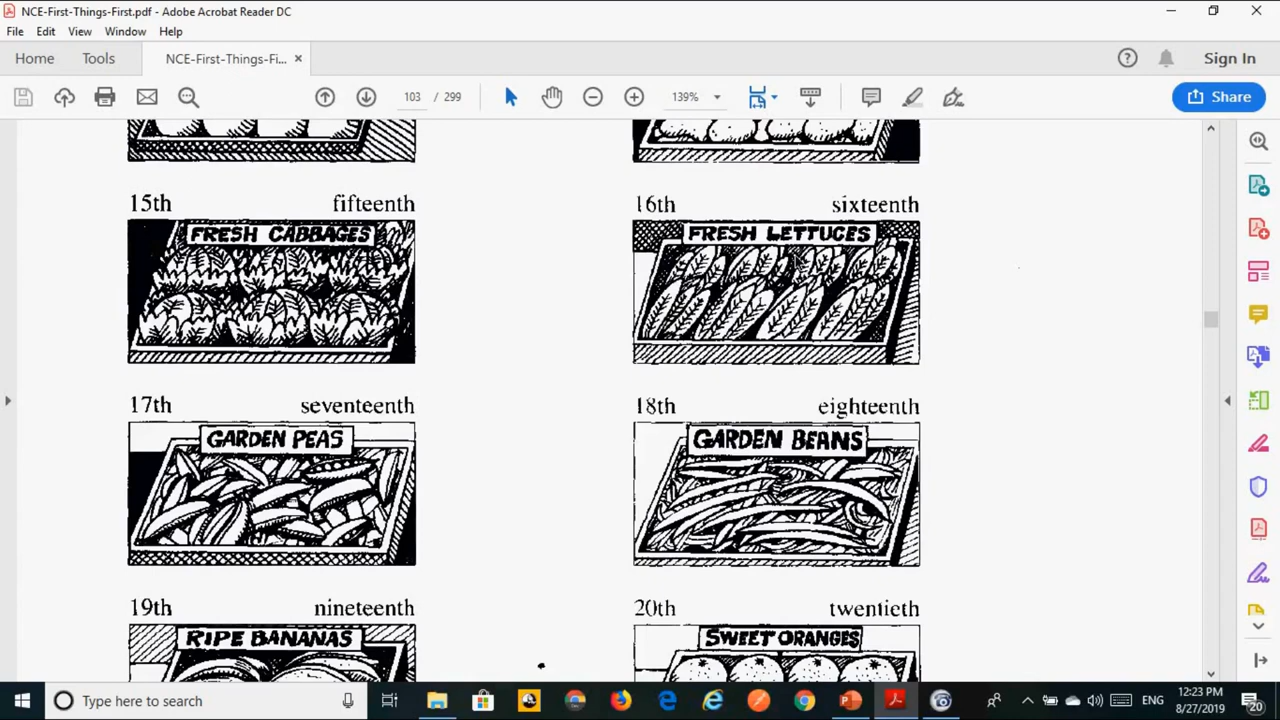 NCE-First-Things-First.pdf - Adobe Acrobat Reader DC
File Edit View Window Help
Home Tools NCE-First-Things-Fi... × Sign In
103 / 299 139% Share
15th fifteenth 16th sixteenth
FRESH CABBAGES FRESH LETTUCES
17th seventeenth 18th eighteenth
GARDEN PEAS GARDEN BEANS
19th nineteenth 20th twentieth
RIPE BANANAS SWEET ORANGES
Type here to search ENG 12:23 PM
8/27/2019 20